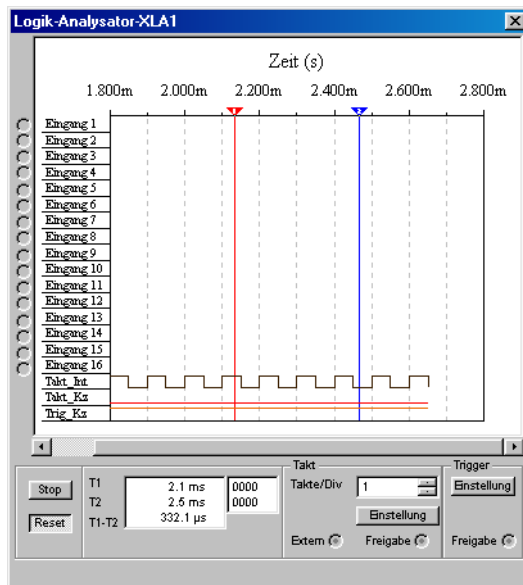 Logik-Analysator-XLA1
Zeit (s)
1.800m 2.000m 2.200m 2.400m 2.600m 2.800m
1 2
Eingang 1
Eingang 2
Eingang 3
Eingang 4
Eingang 5
Eingang 6
Eingang 7
Eingang 8
Eingang 9
Eingang 10
Eingang 11
Eingang 12
Eingang 13
Eingang 14
Eingang 15
Eingang 16
Takt_Int
Takt_Kz
Trig_Kz
Stop
Reset
T1 2.1 ms 0000
T2 2.5 ms 0000
T1-T2 332.1 µs
Takt
Takte/Div 1
Einstellung
Extern Freigabe
Trigger
Einstellung
Freigabe